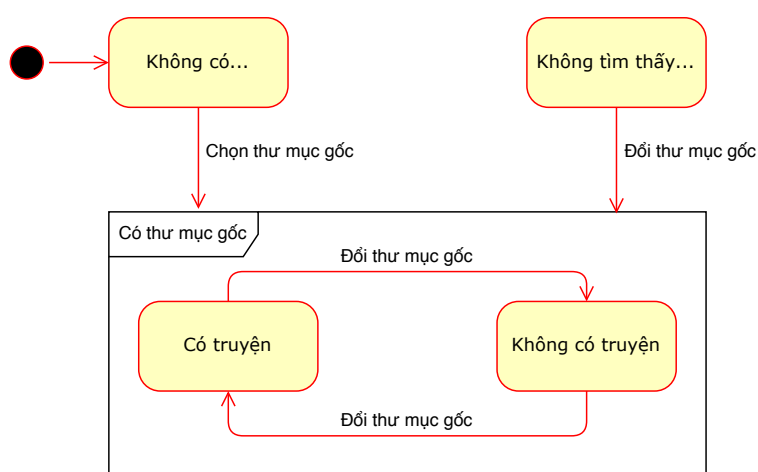 Không có...
Không tìm thấy...
Chọn thư mục gốc
Đổi thư mục gốc
Có thư mục gốc
Đổi thư mục gốc
Có truyện
Không có truyện
Đổi thư mục gốc